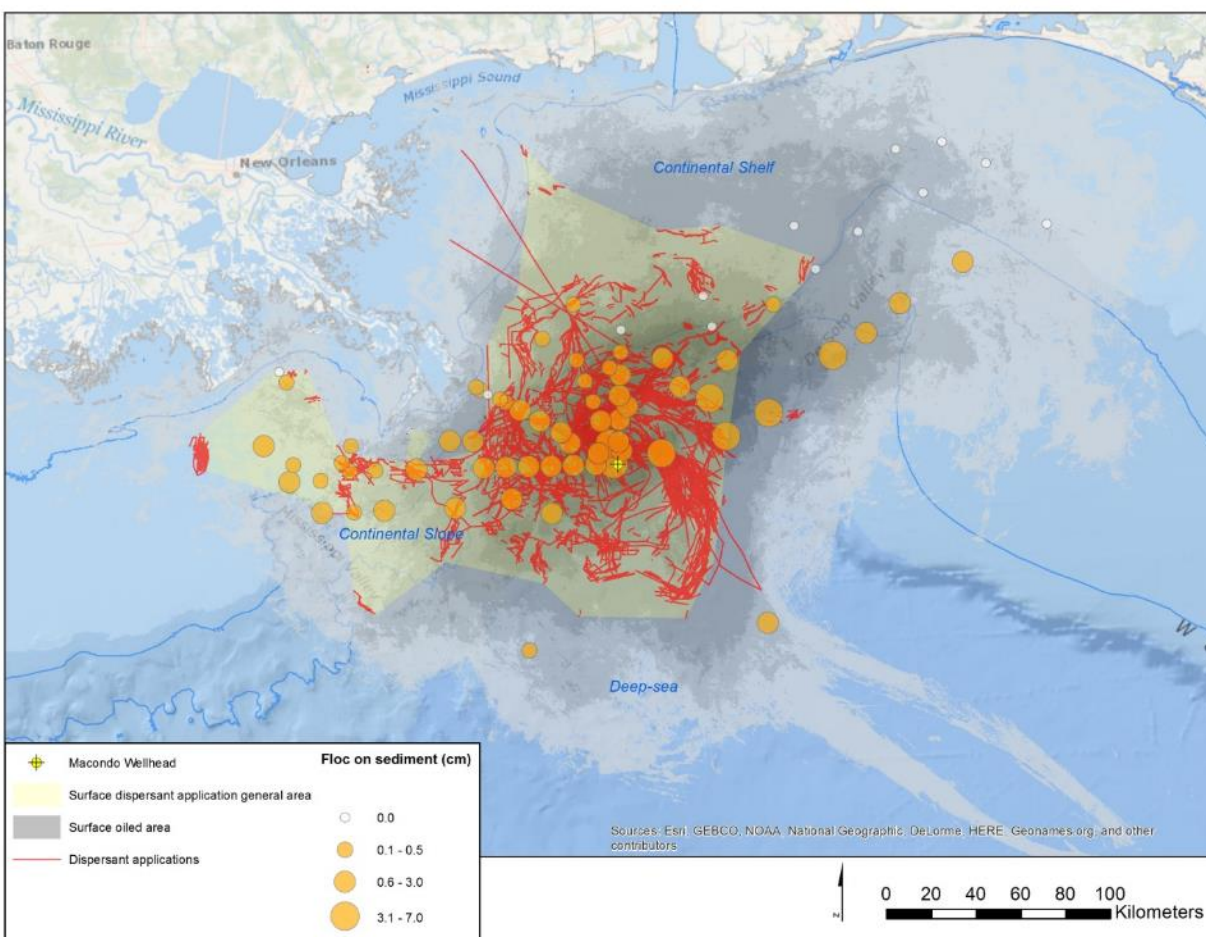 Baton Rouge
Mississippi Sound
Mississippi River
New Orleans
Continental Shelf
Desoto Valley
Continental Slope
W
Deep-sea
Macondo Wellhead
Surface dispersant application general area
Surface oiled area
Dispersant applications
Floc on sediment (cm)
0.0
0.1 - 0.5
0.6 - 3.0
3.1 - 7.0
Sources: Esri, GEBCO, NOAA, National Geographic, DeLorme, HERE, Geonames.org, and other
contributors
N
0 20 40 60 80 100
Kilometers